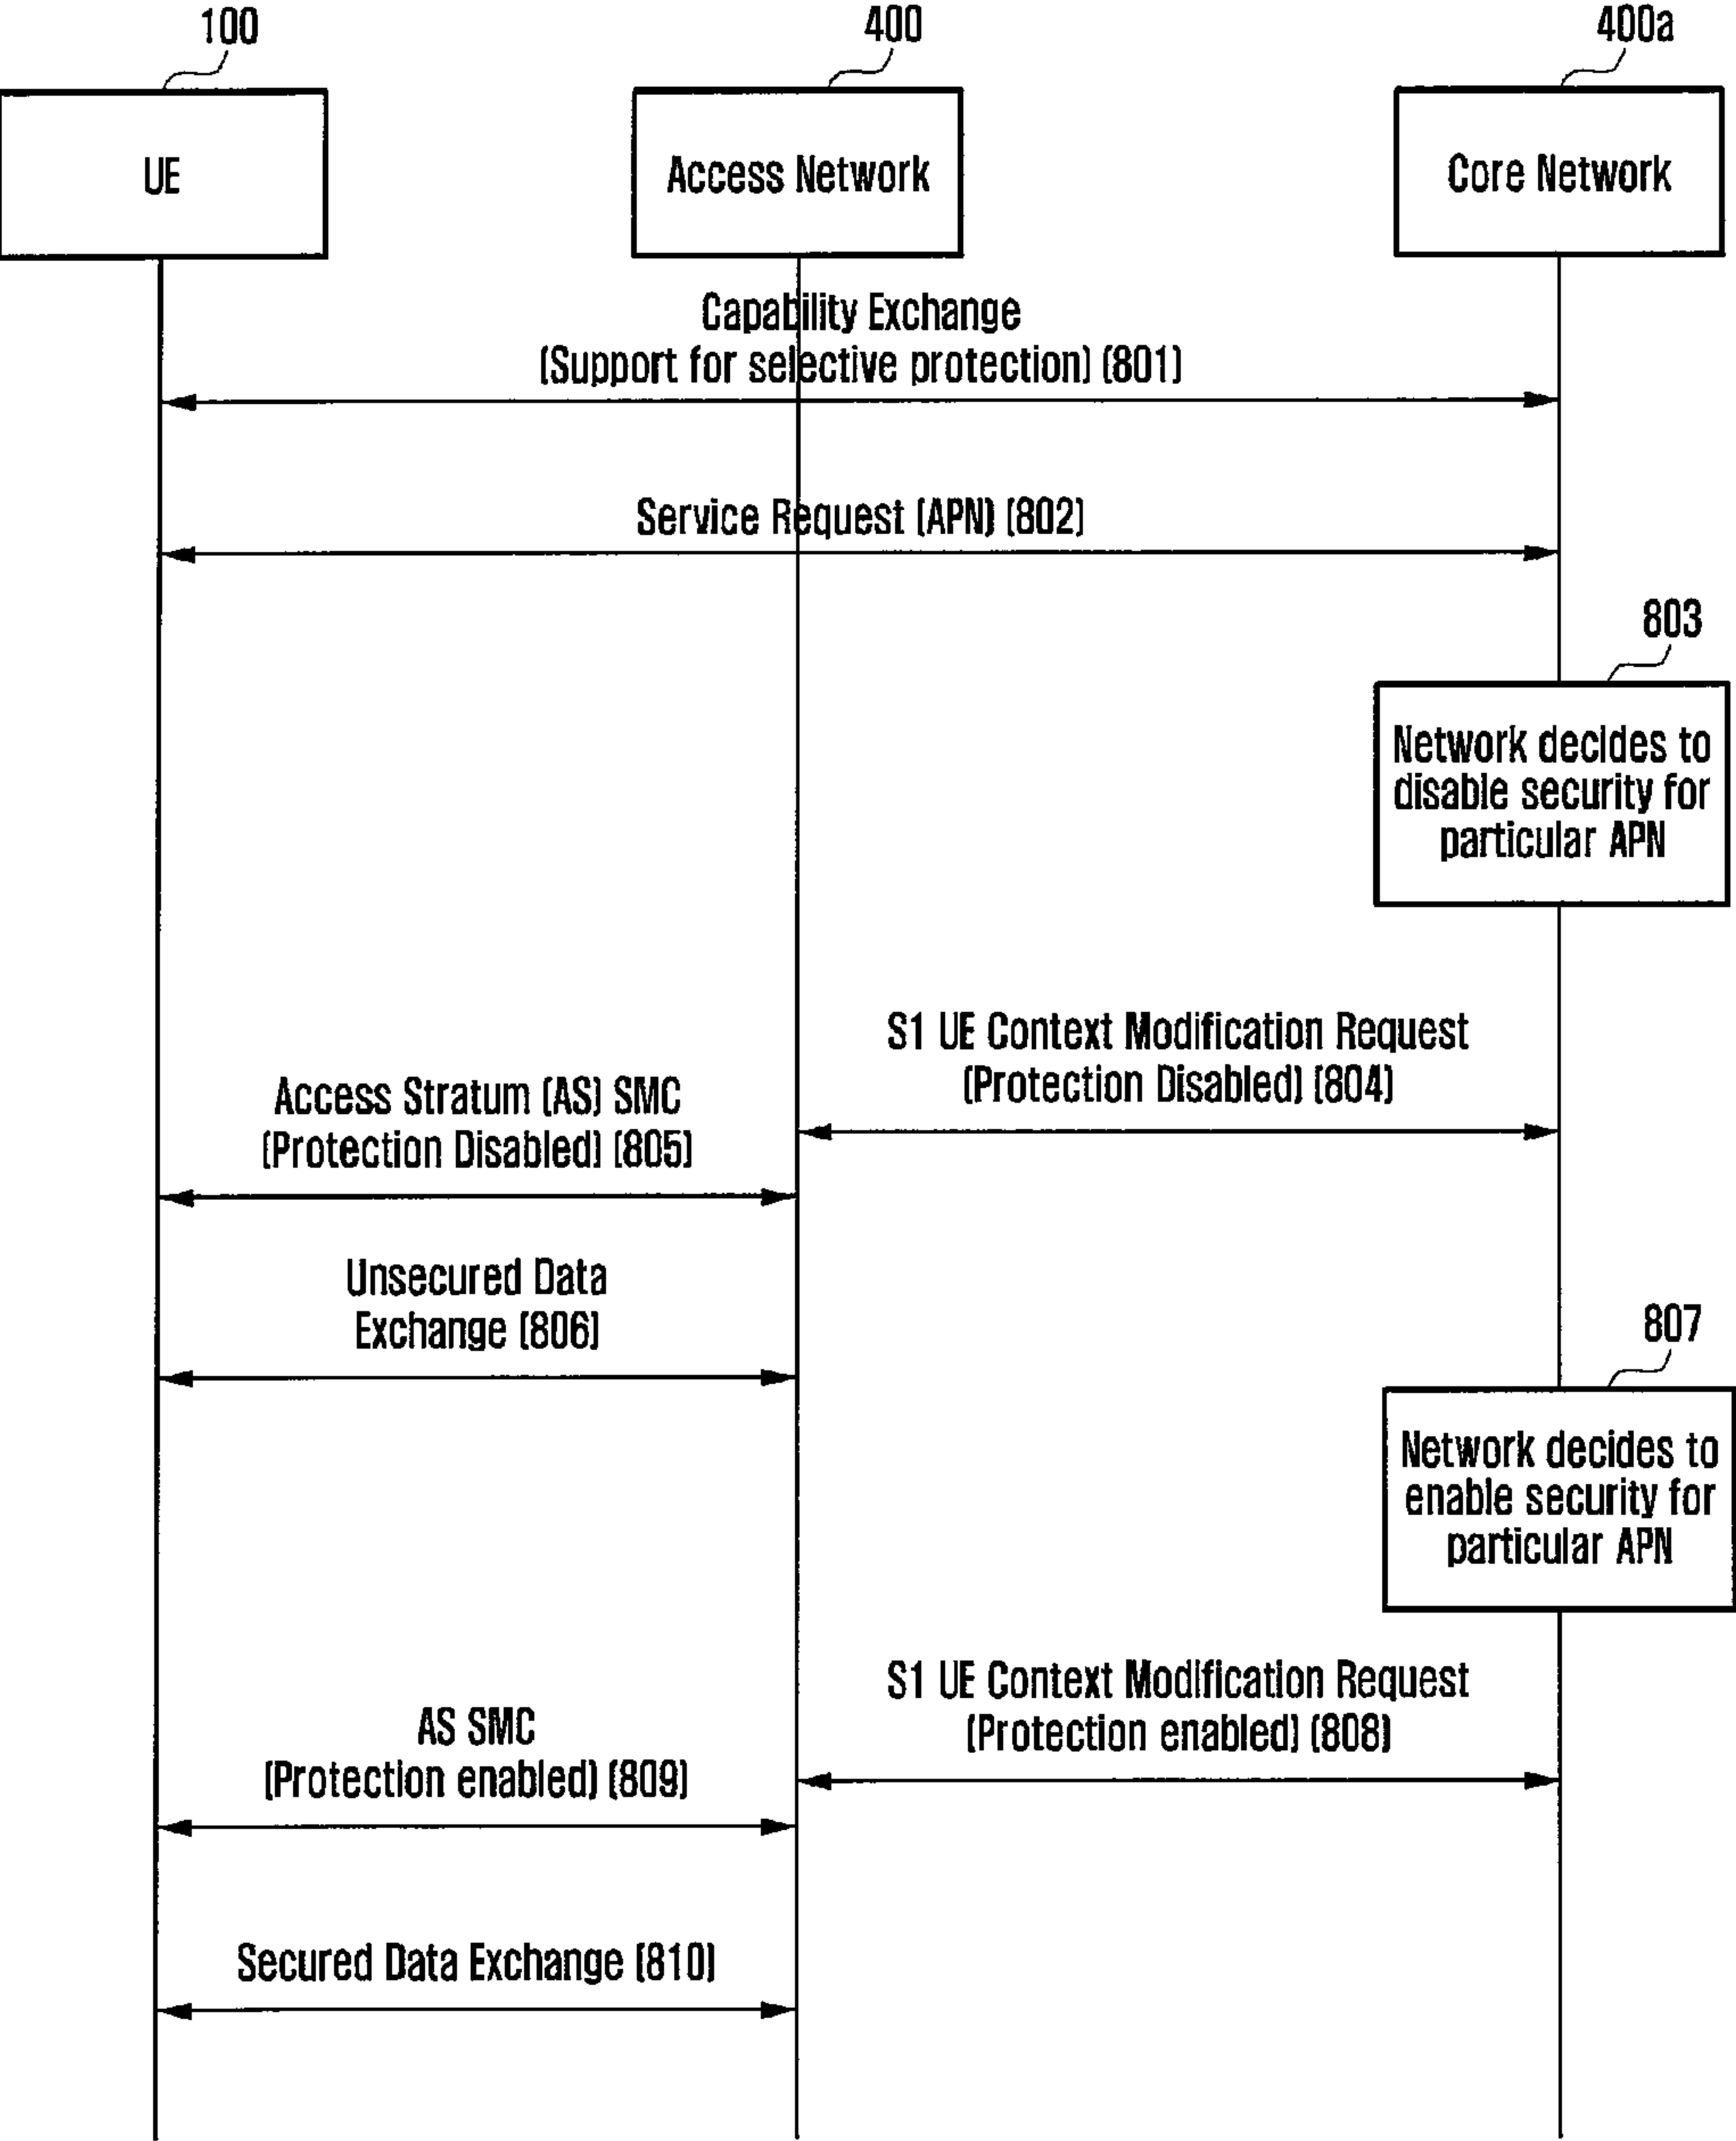 100
400
400a
UE
Access Network
Core Network
Capability Exchange
(Support for selective protection) (801)
Service Request (APN) (802)
803
Network decides to
disable security for
particular APN
S1 UE Context Modification Request
(Protection Disabled) (804)
Access Stratum (AS) SMC
(Protection Disabled) (805)
Unsecured Data
Exchange (806)
807
Network decides to
enable security for
particular APN
S1 UE Context Modification Request
(Protection enabled) (808)
AS SMC
(Protection enabled) (809)
Secured Data Exchange (810)